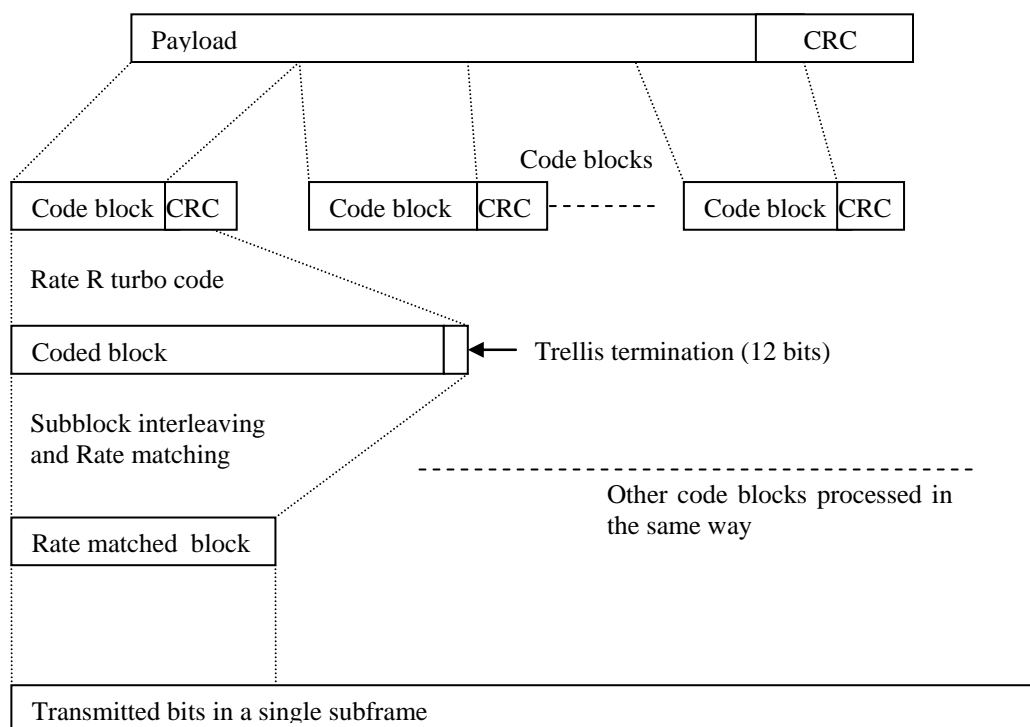 Payload
CRC
Code blocks
Code block
CRC
Code block
CRC
Code block
CRC
Rate R turbo code
Coded block
Trellis termination (12 bits)
Subblock interleaving
and Rate matching
Other code blocks processed in
the same way
Rate matched block
Transmitted bits in a single subframe